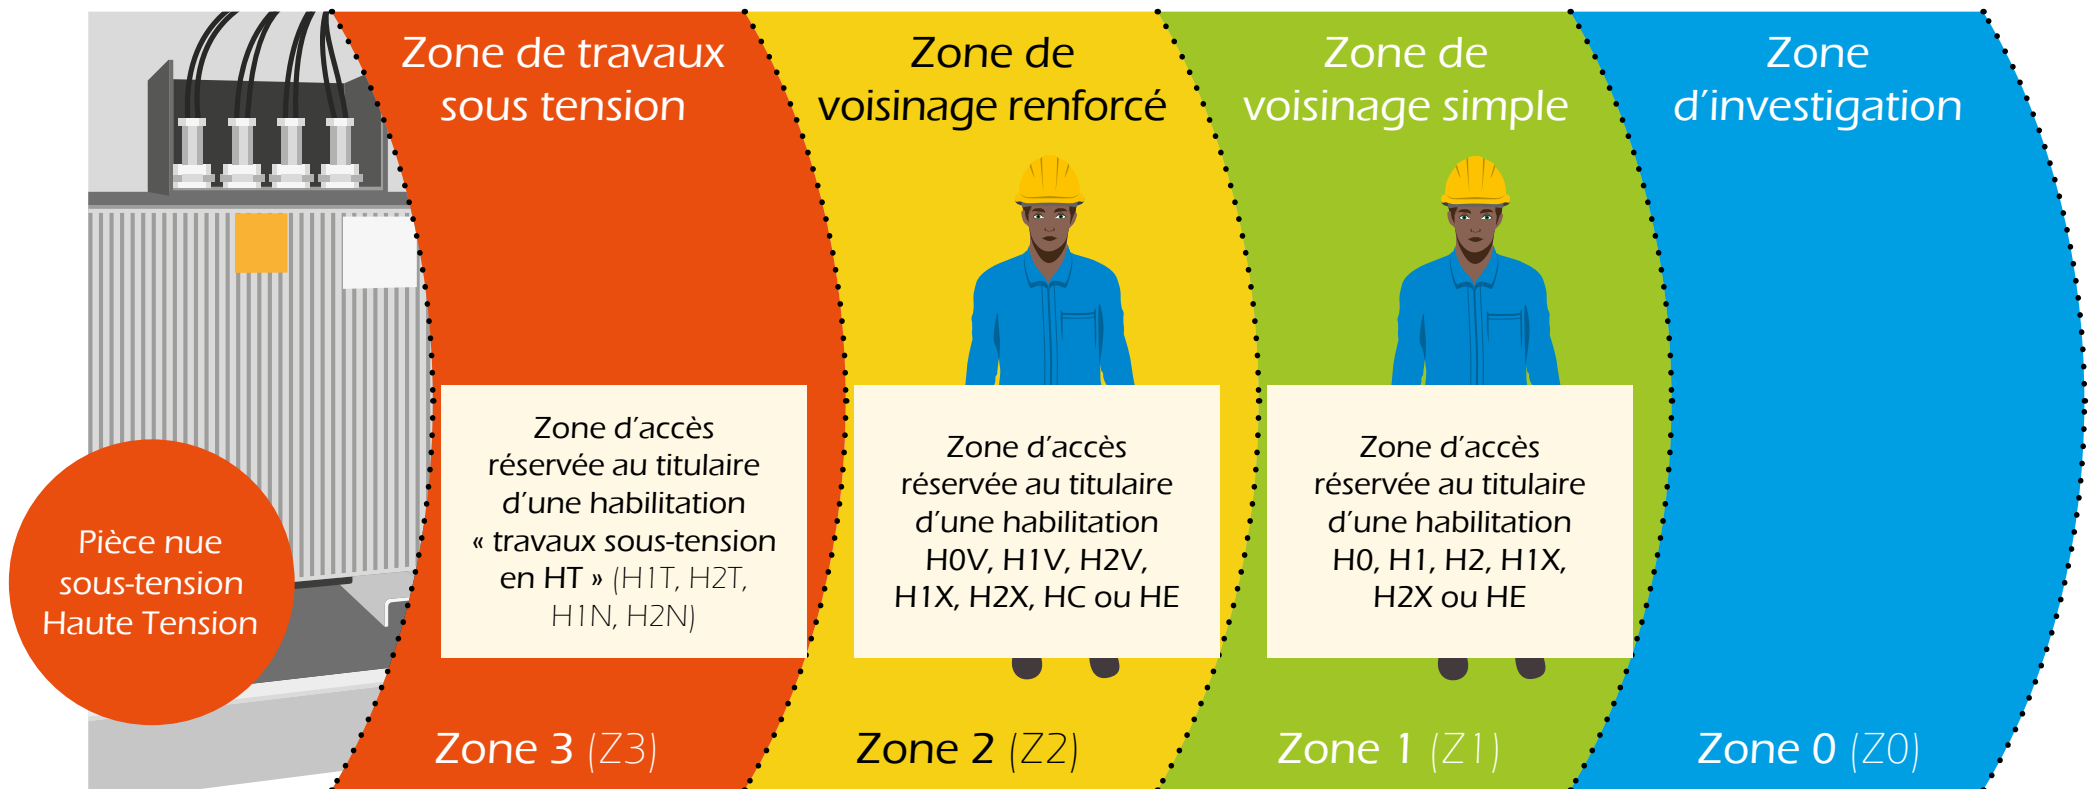 Zone de travaux
sous tension
Zone de
voisinage renforcé
Zone de
voisinage simple
Zone
d'investigation
Pièce nue
sous-tension
Haute Tension
Zone d'accès
réservée au titulaire
d'une habilitation
« travaux sous-tension
en HT » (H1T, H2T,
H1N, H2N)
Zone d'accès
réservée au titulaire
d'une habilitation
H0V, H1V, H2V,
H1X, H2X, HC ou HE
Zone d'accès
réservée au titulaire
d'une habilitation
H0, H1, H2, H1X,
H2X ou HE
Zone 3 (Z3)
Zone 2 (Z2)
Zone 1 (Z1)
Zone 0 (Z0)